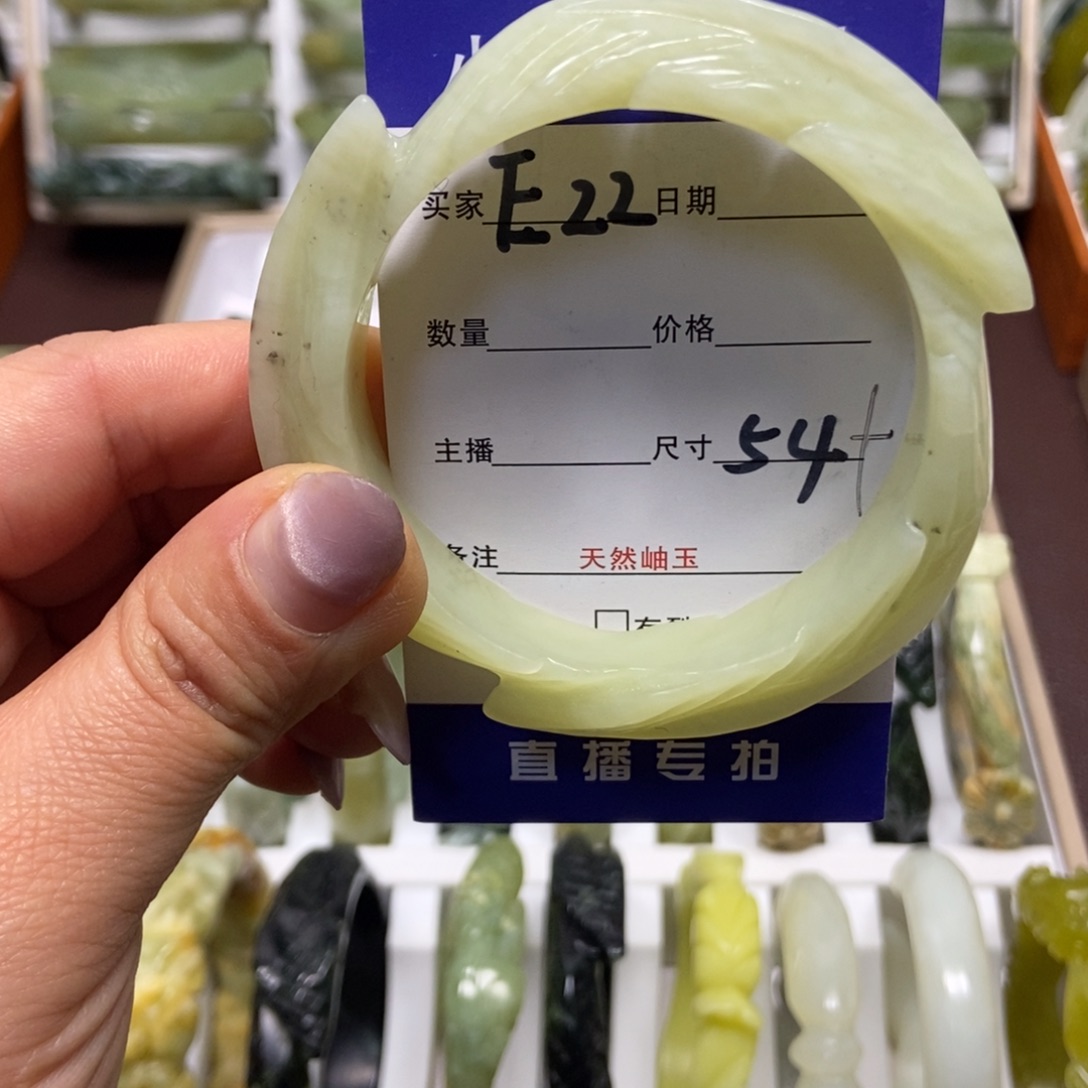 买家 E22 日期
数量 价格
主播 尺寸 54+
备注 天然岫玉
直播专拍